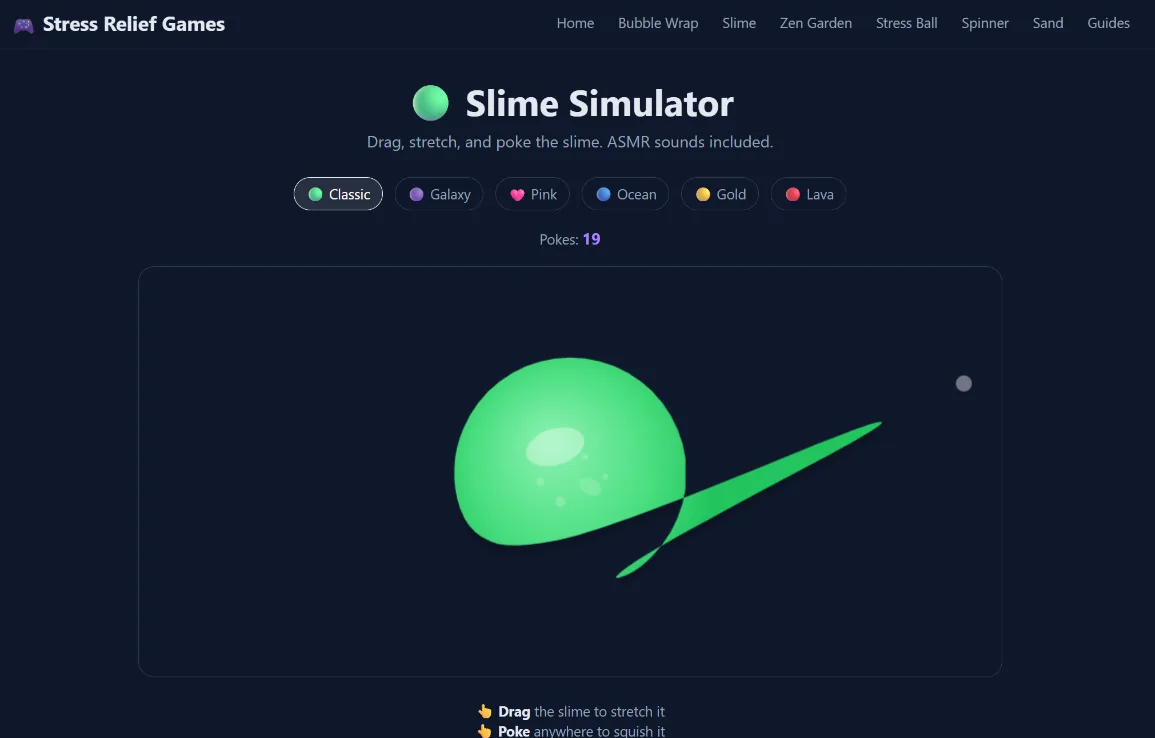 Stress Relief Games
Home Bubble Wrap Slime Zen Garden Stress Ball Spinner Sand Guides
Slime Simulator
Drag, stretch, and poke the slime. ASMR sounds included.
Classic Galaxy Pink Ocean Gold Lava
Pokes: 19
Drag the slime to stretch it
Poke anywhere to squish it